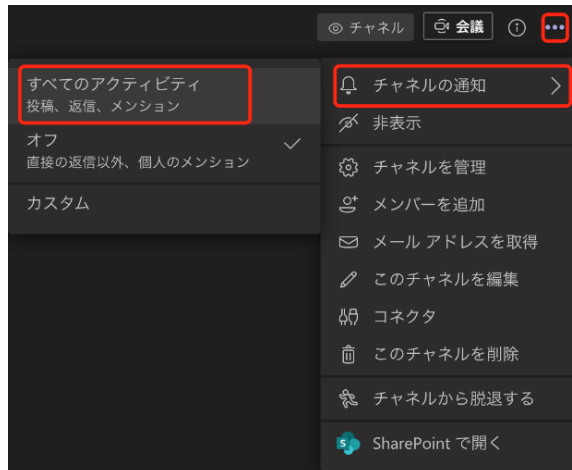 チャネル
会議
すべてのアクティビティ
投稿、返信、メンション
オフ
直接の返信以外、個人のメンション
カスタム
チャネルの通知
非表示
チャネルを管理
メンバーを追加
メール アドレスを取得
このチャネルを編集
コネクタ
このチャネルを削除
チャネルから脱退する
SharePoint で開く